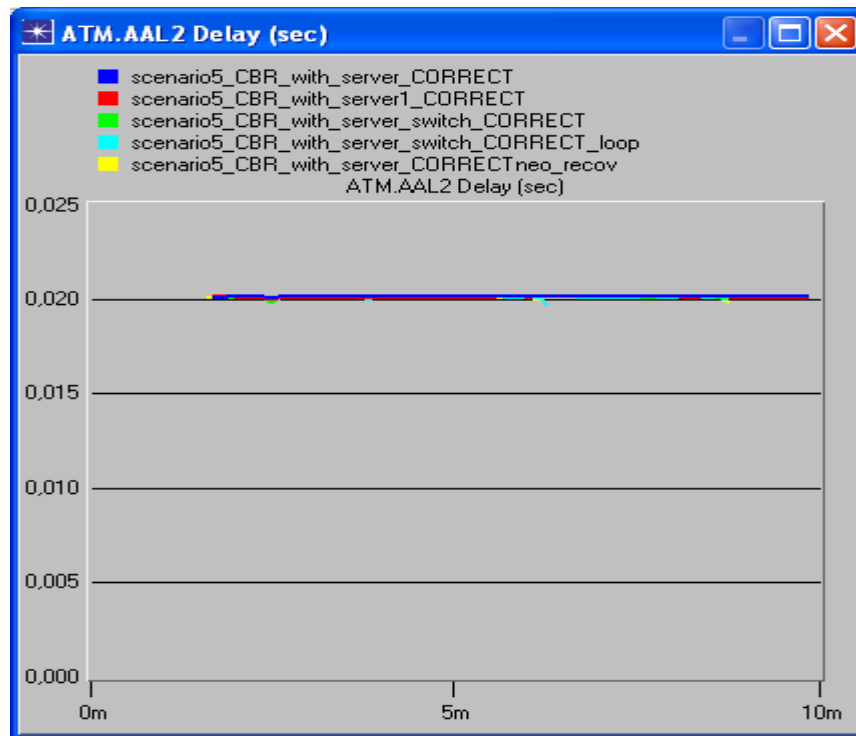 ATM.AAL2 Delay (sec)
scenario5_CBR_with_server_CORRECT
scenario5_CBR_with_server1_CORRECT
scenario5_CBR_with_server_switch_CORRECT
scenario5_CBR_with_server_switch_CORRECT_loop
scenario5_CBR_with_server_CORRECTneo_recov
ATM.AAL2 Delay (sec)
0,025
0,020
0,015
0,010
0,005
0,000
0m 5m 10m